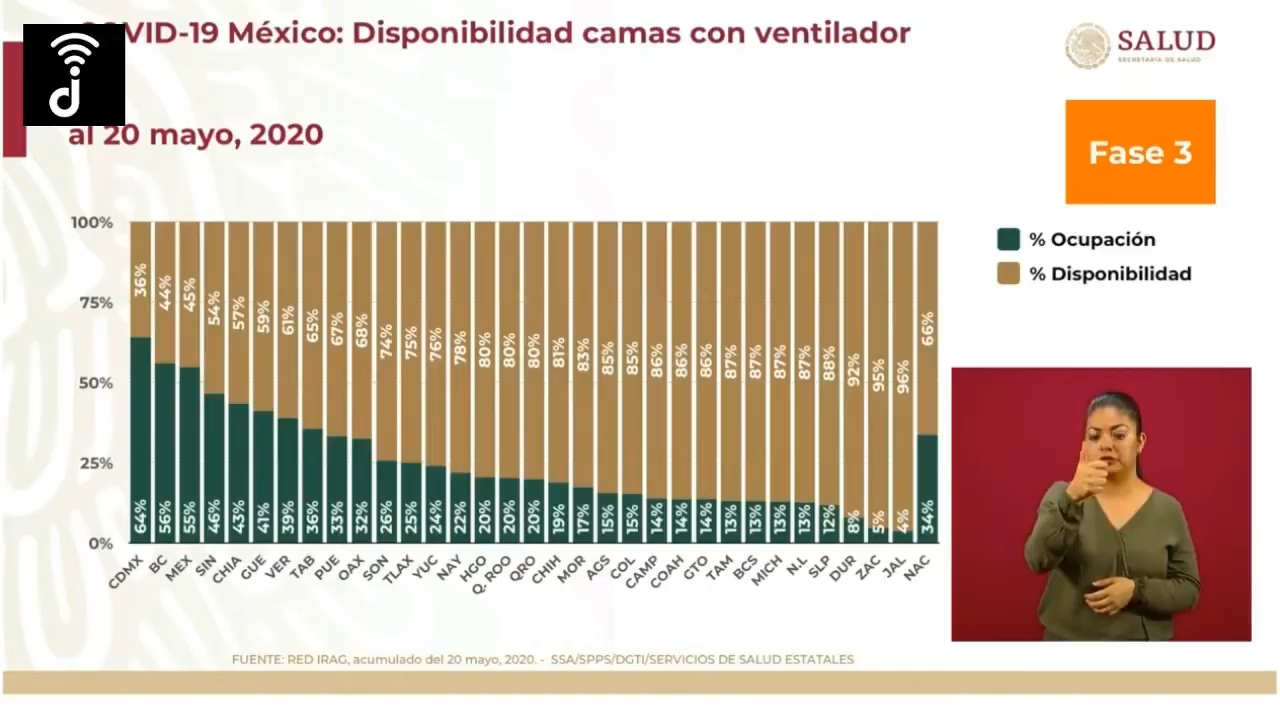 VID-19 México: Disponibilidad camas con ventilador
al 20 mayo, 2020
SALUD
SECRETARÍA DE SALUD
Fase 3
% Ocupación
% Disponibilidad
100%
75%
50%
25%
0%
36% 44% 45% 54% 57% 59% 61% 65% 67% 68% 74% 75% 76% 78% 80% 80% 80% 81% 83% 85% 85% 86% 86% 86% 87% 87% 87% 87% 88% 92% 95% 96% 66%
64% 56% 55% 46% 43% 41% 39% 36% 33% 32% 26% 25% 24% 22% 20% 20% 20% 19% 17% 15% 15% 14% 14% 14% 13% 13% 13% 13% 12% 8% 5% 4% 34%
CDMX BC MEX SIN CHIA GUE VER TAB PUE OAX SON TLAX YUC NAY HGO Q. ROO QRO CHIH MOR AGS COL CAMP COAH GTO TAM BCS MICH N.L SLP DUR ZAC JAL NAC
FUENTE: RED IRAG, acumulado del 20 mayo, 2020. - SSA/SPPS/DGTI/SERVICIOS DE SALUD ESTATALES